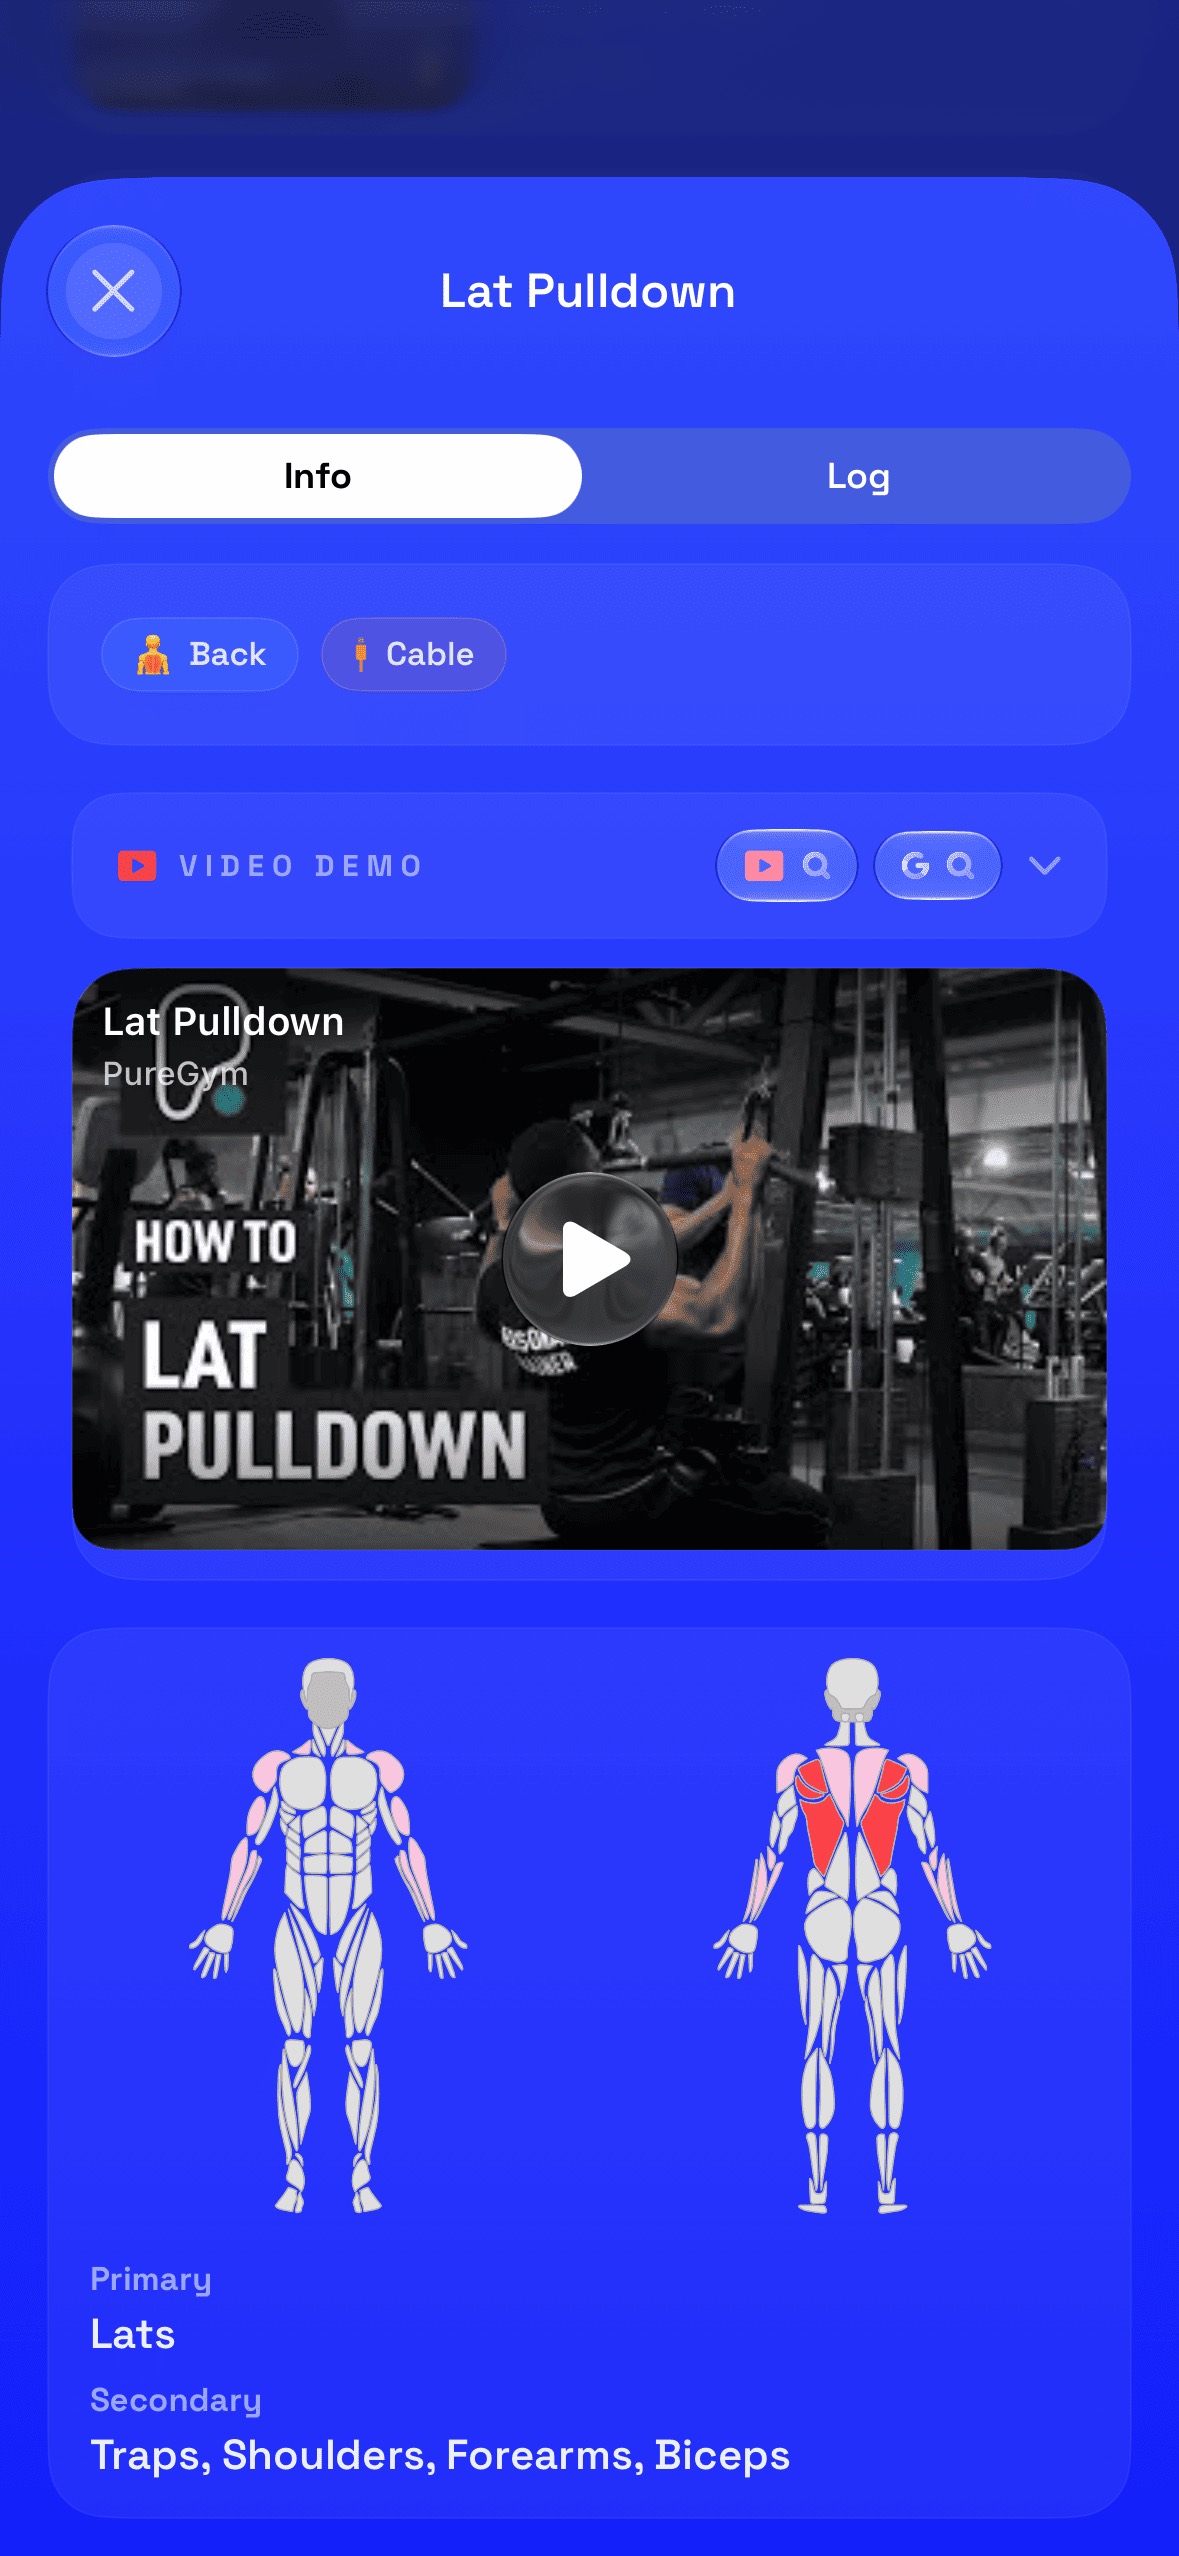 Lat Pulldown
Info
Log
Back
Cable
VIDEO DEMO
G
Lat Pulldown
PureGym
HOW TO
LAT
PULLDOWN
Primary
Lats
Secondary
Traps, Shoulders, Forearms, Biceps